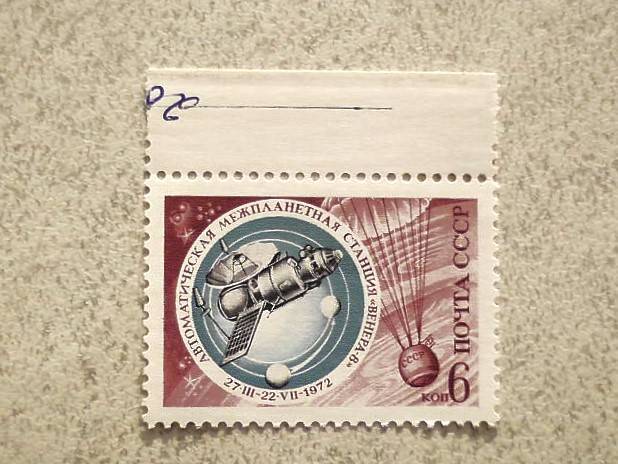 АВТОМАТИЧЕСКАЯ МЕЖПЛАНЕТНАЯ СТАНЦИЯ «ВЕНЕРА-8»
27·III-22·VII-1972
ПОЧТА СССР
СССР
6 КОП